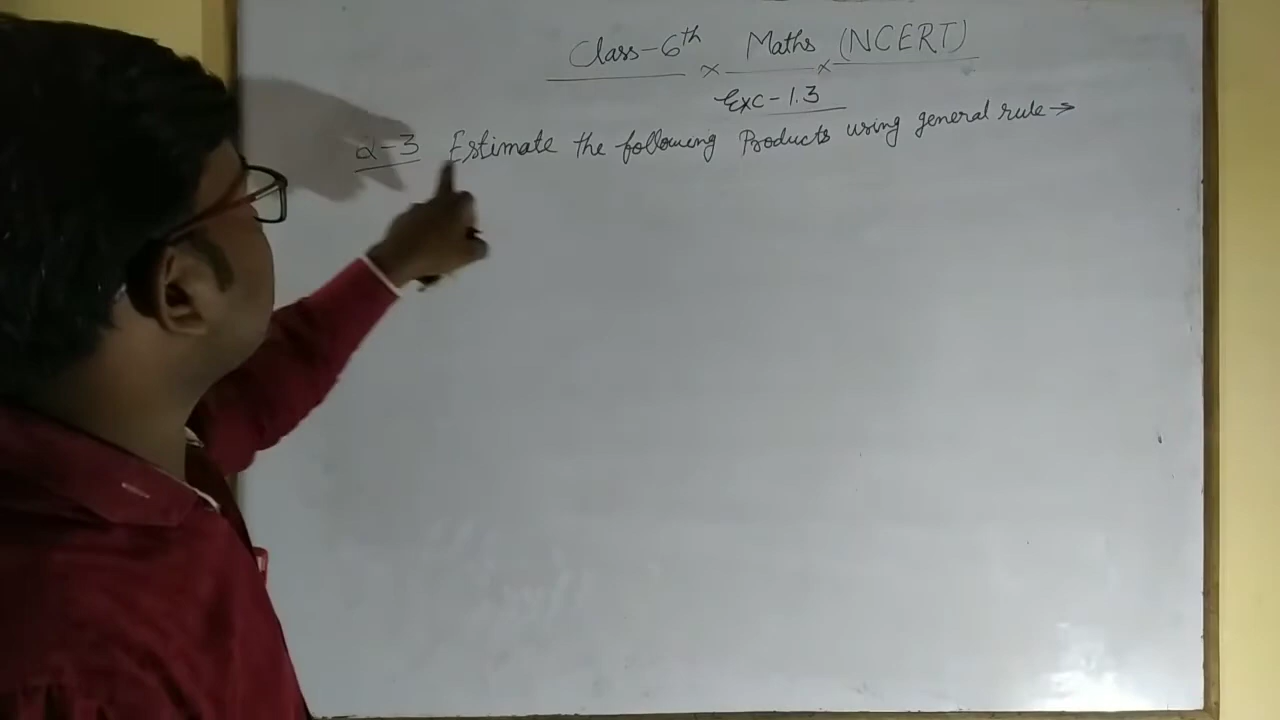 Class-6th Maths (NCERT)
Exc-1.3
Q-3 Estimate the following Products using general rule→